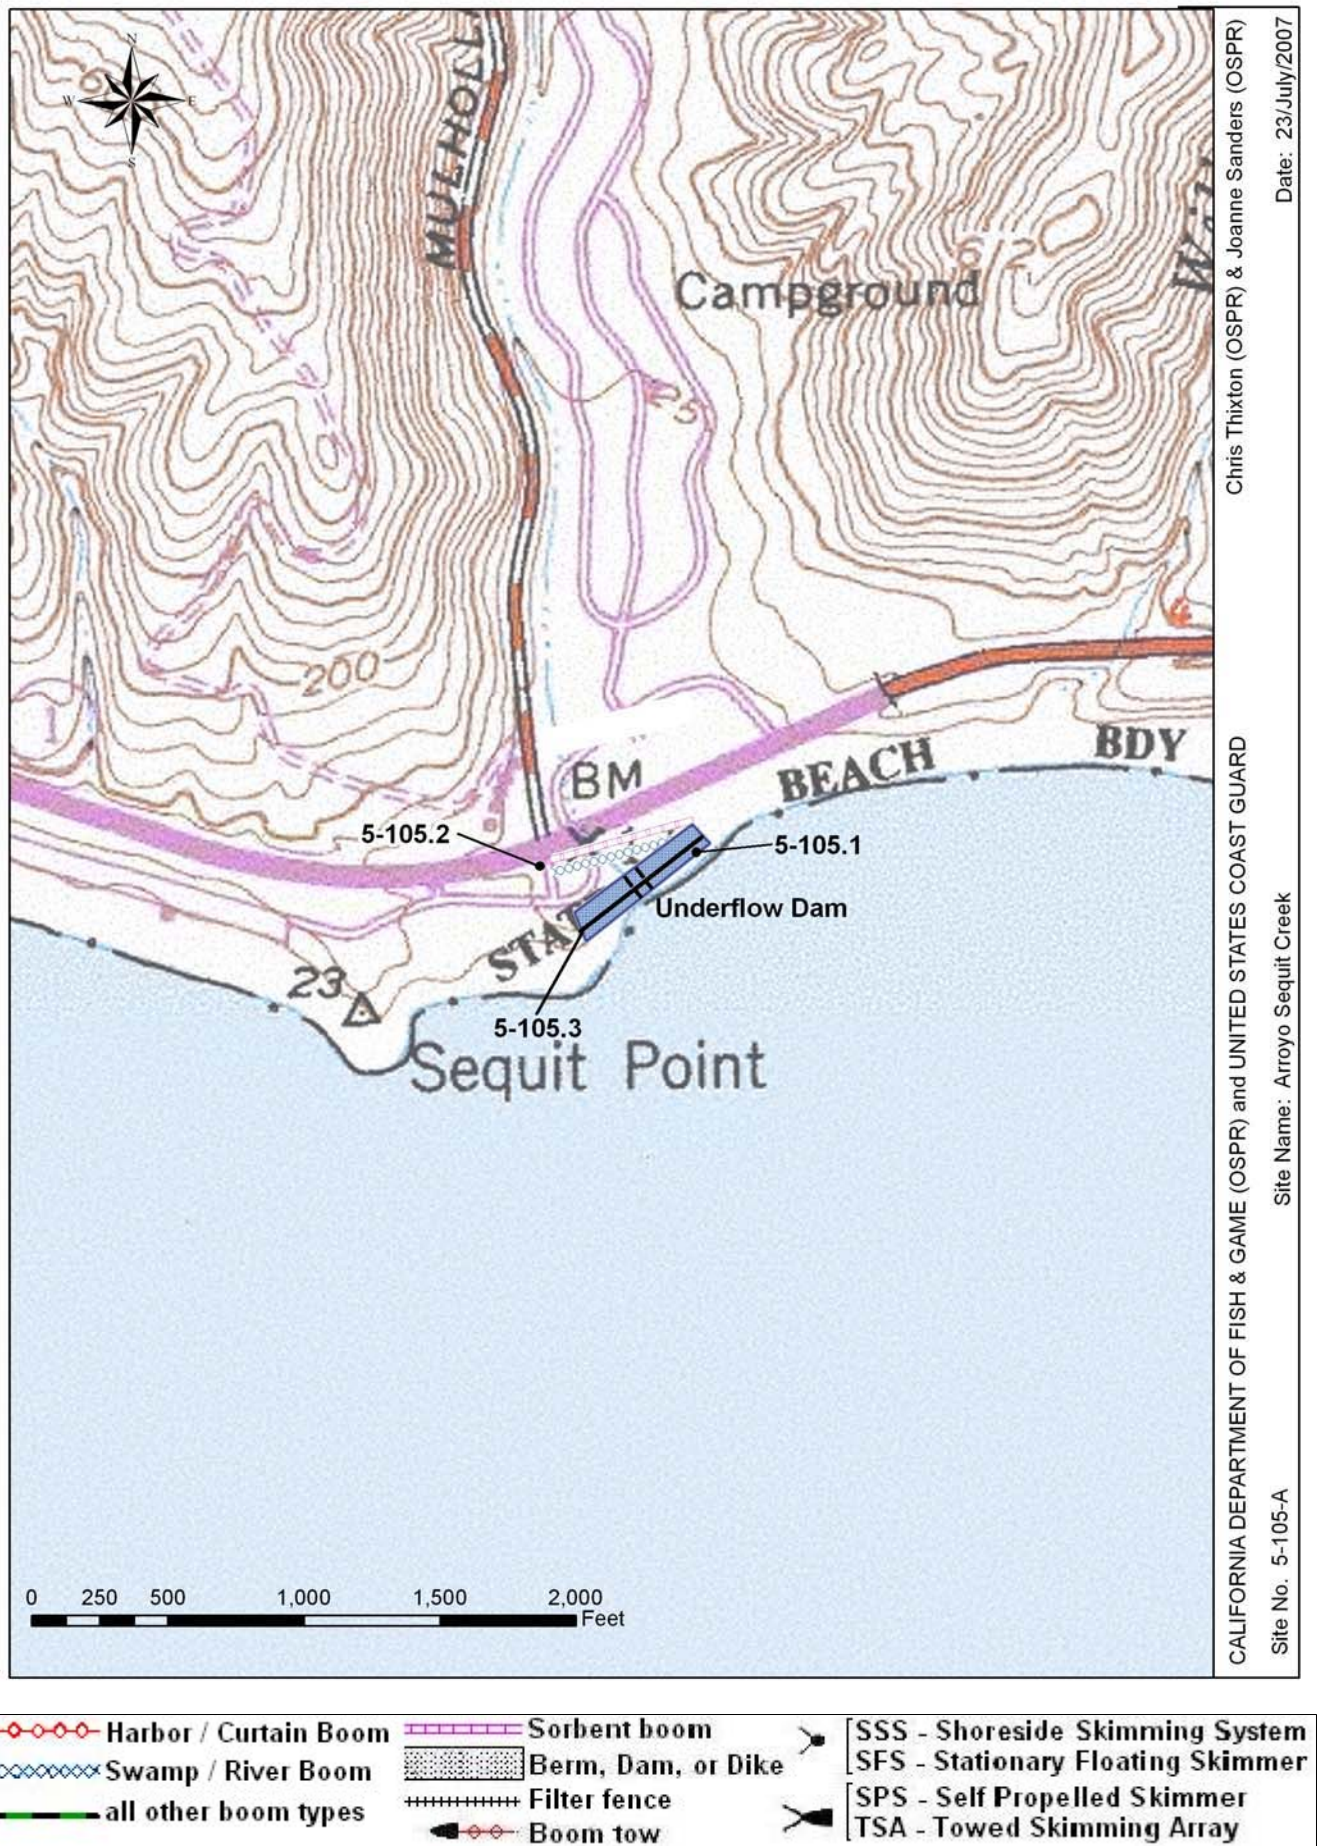 N
W E
S
MULHOLL
Campground
672
25
200
1
BM
BEACH
BDY
5-105.2
5-105.1
Underflow Dam
23
5-105.3
Sequit Point
0 250 500 1,000 1,500 2,000
Feet
Chris Thixton (OSPR) & Joanne Sanders (OSPR)
Date: 23/July/2007
CALIFORNIA DEPARTMENT OF FISH & GAME (OSPR) and UNITED STATES COAST GUARD
Site No. 5-105-A Site Name: Arroyo Sequit Creek
Harbor / Curtain Boom
Swamp / River Boom
all other boom types
Sorbent boom
Berm, Dam, or Dike
Filter fence
Boom tow
SSS - Shoreside Skimming System
SFS - Stationary Floating Skimmer
SPS - Self Propelled Skimmer
TSA - Towed Skimming Array